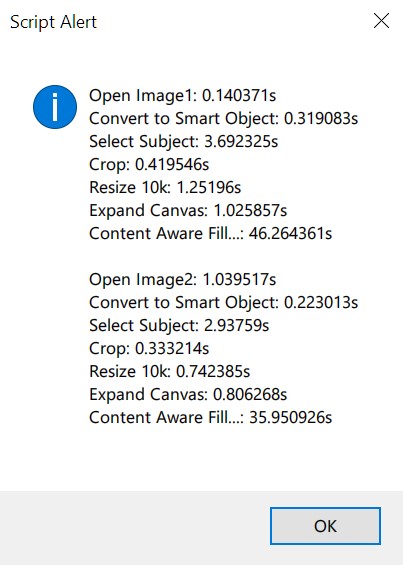 Script Alert
Open Image1: 0.140371s
Convert to Smart Object: 0.319083s
Select Subject: 3.692325s
Crop: 0.419546s
Resize 10k: 1.25196s
Expand Canvas: 1.025857s
Content Aware Fill...: 46.264361s
Open Image2: 1.039517s
Convert to Smart Object: 0.223013s
Select Subject: 2.93759s
Crop: 0.333214s
Resize 10k: 0.742385s
Expand Canvas: 0.806268s
Content Aware Fill...: 35.950926s
OK